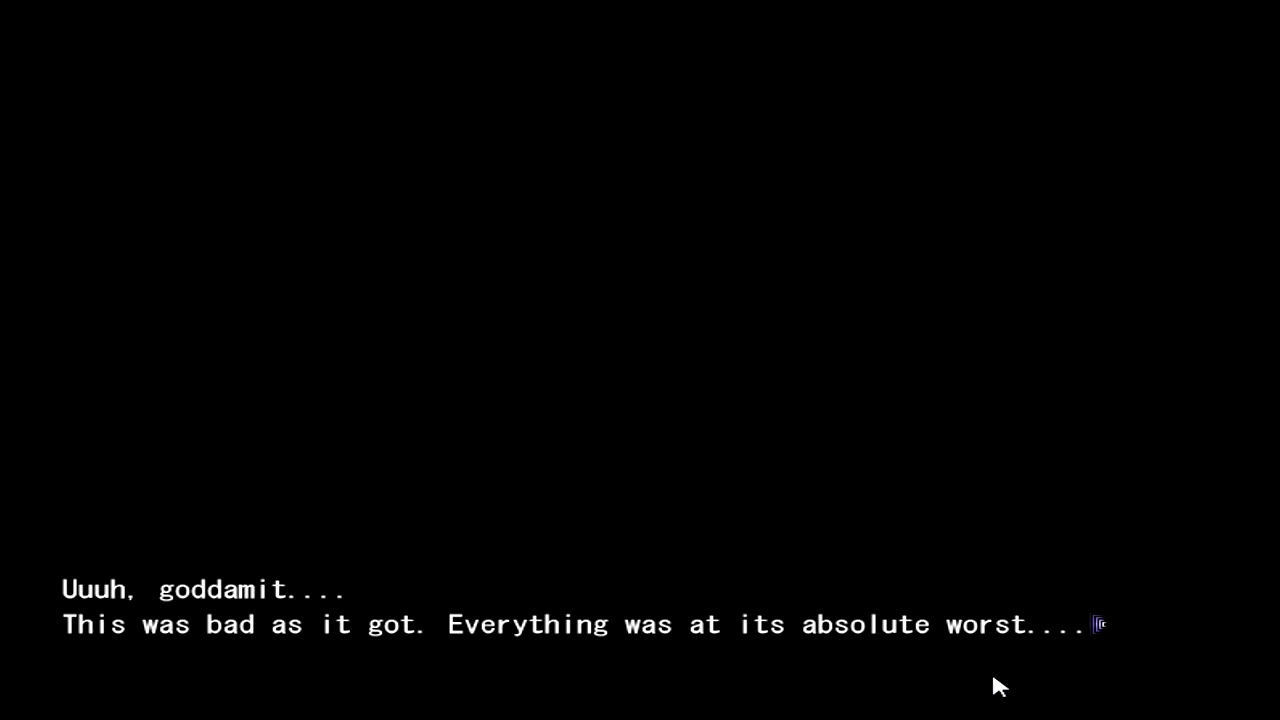 Uuuh, goddamit....
This was bad as it got. Everything was at its absolute worst....